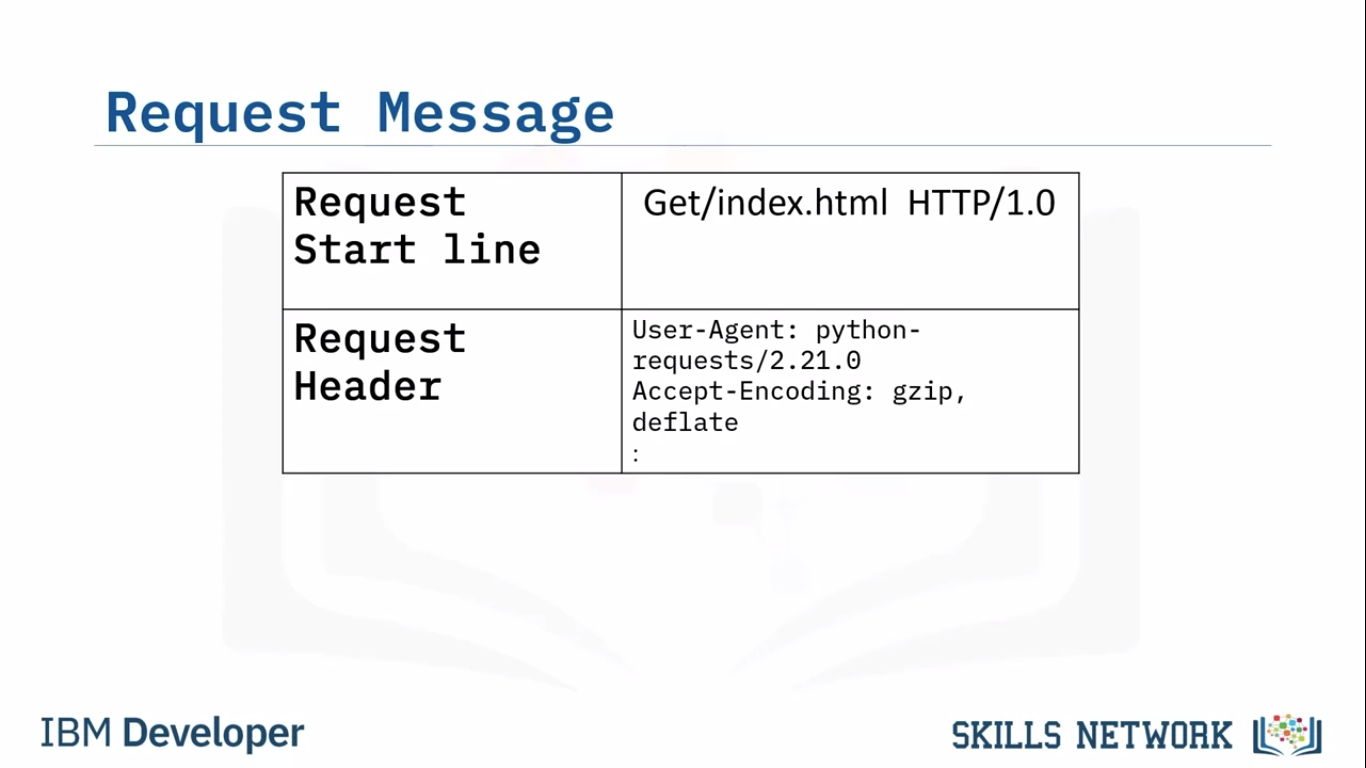 Request Message
Request
Start line
Get/index.html HTTP/1.0
Request
Header
User-Agent: python-
requests/2.21.0
Accept-Encoding: gzip,
deflate
:
IBM Developer
SKILLS NETWORK